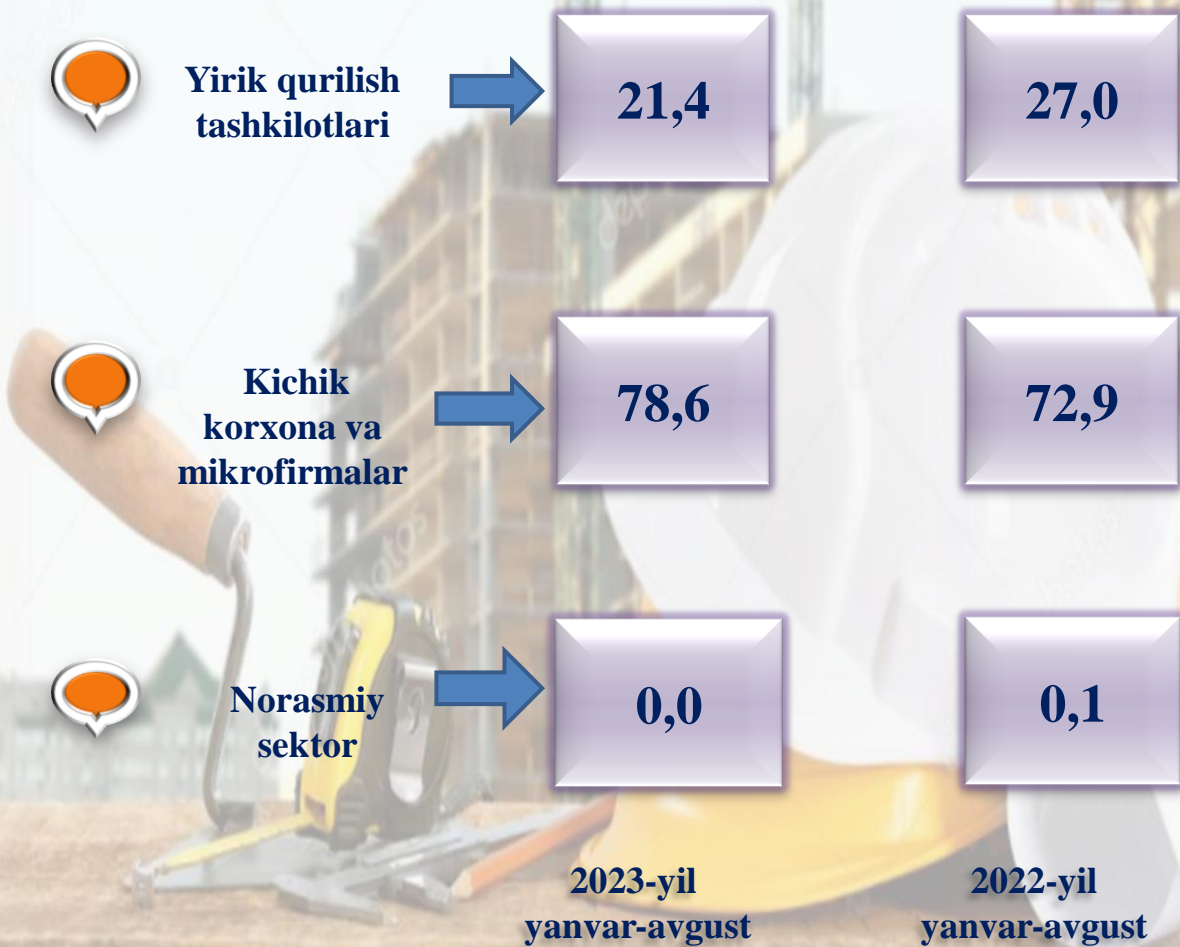 Yirik qurilish
tashkilotlari
21,4
27,0
Kichik
korxona va
mikrofirmalar
78,6
72,9
Norasmiy
sektor
0,0
0,1
2023-yil
yanvar-avgust
2022-yil
yanvar-avgust